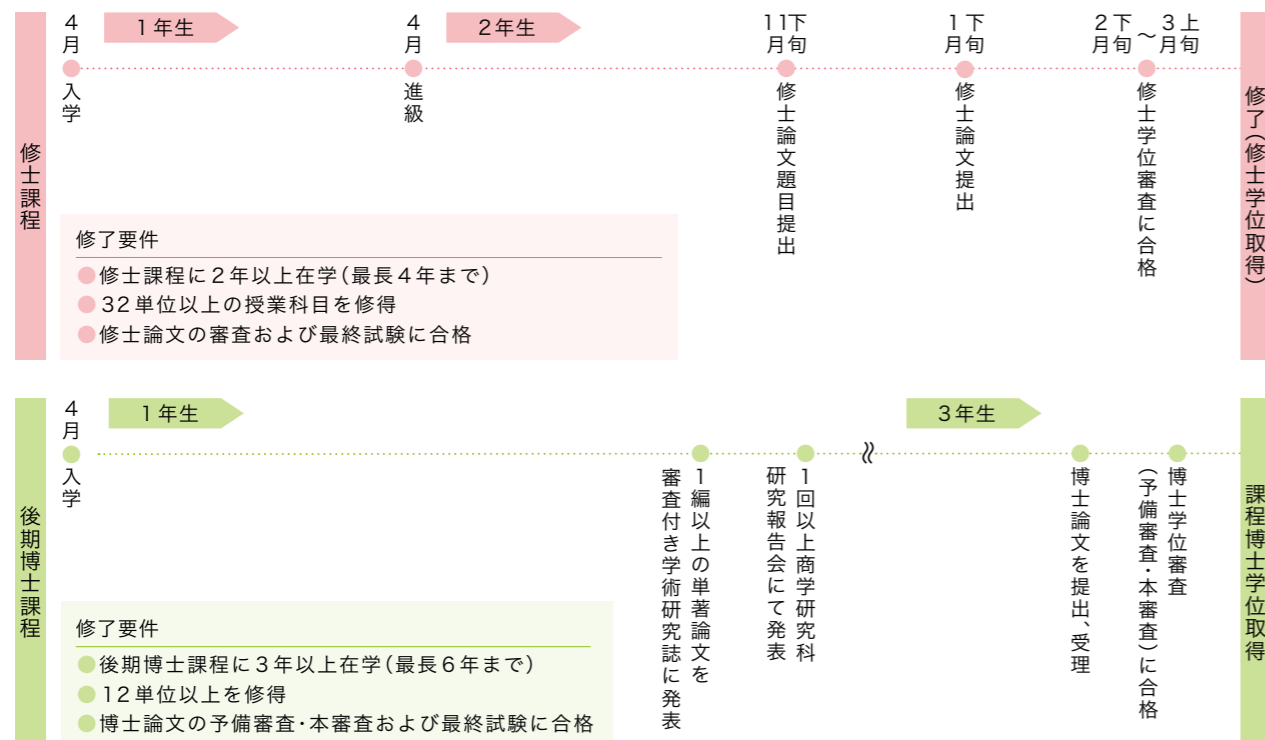 修士課程
4月
入学
1年生
4月
進級
2年生
11月下旬
修士論文題目提出
1月下旬
修士論文提出
2月下旬～3月上旬
修士学位審査に合格
修了（修士学位取得）
修了要件
●修士課程に2年以上在学（最長4年まで）
●32単位以上の授業科目を修得
●修士論文の審査および最終試験に合格
後期博士課程
4月
入学
1年生
1編以上の単著論文を
審査付き学術研究誌に発表
1回以上商学研究科
研究報告会にて発表
3年生
博士論文を提出、受理
博士学位審査
（予備審査・本審査）に合格
課程博士学位取得
修了要件
●後期博士課程に3年以上在学（最長6年まで）
●12単位以上を修得
●博士論文の予備審査・本審査および最終試験に合格